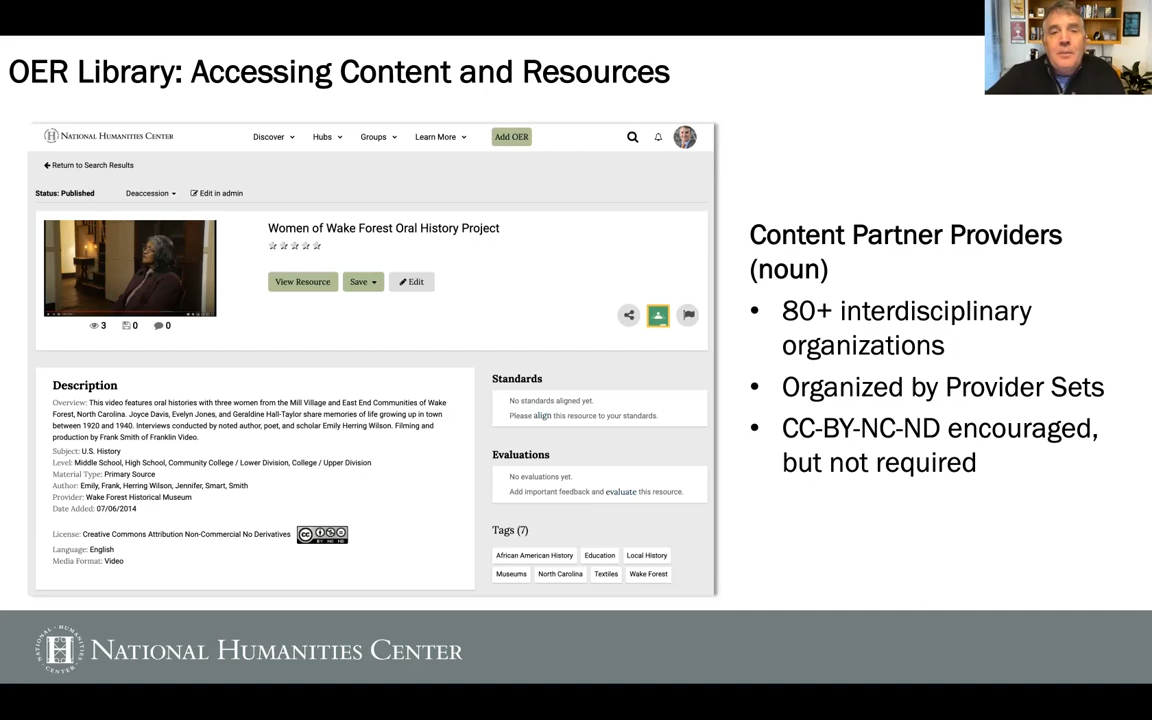 OER Library: Accessing Content and Resources
NATIONAL HUMANITIES CENTER
Discover
Hubs
Groups
Learn More
Add OER
Return to Search Results
Status: Published
Deaccession
Edit in admin
Women of Wake Forest Oral History Project
View Resource
Save
Edit
3
0
0
Description
Overview: This video features oral histories with three women from the Mill Village and East End Communities of Wake
Forest, North Carolina. Joyce Davis, Evelyn Jones, and Geraldine Hall-Taylor share memories of life growing up in town
between 1920 and 1940. Interviews conducted by noted author, poet, and scholar Emily Herring Wilson. Filming and
production by Frank Smith of Franklin Video.
Subject: U.S. History
Level: Middle School, High School, Community College / Lower Division, College / Upper Division
Material Type: Primary Source
Author: Emily, Frank, Herring Wilson, Jennifer, Smart, Smith
Provider: Wake Forest Historical Museum
Date Added: 07/06/2014
License: Creative Commons Attribution Non-Commercial No Derivatives
CC BY NC ND
Language: English
Media Format: Video
Standards
No standards aligned yet.
Please align this resource to your standards.
Evaluations
No evaluations yet.
Add important feedback and evaluate this resource.
Tags (7)
African American History
Education
Local History
Museums
North Carolina
Textiles
Wake Forest
Content Partner Providers
(noun)
• 80+ interdisciplinary
organizations
• Organized by Provider Sets
• CC-BY-NC-ND encouraged,
but not required
NATIONAL HUMANITIES CENTER
NATIONAL HUMANITIES CENTER